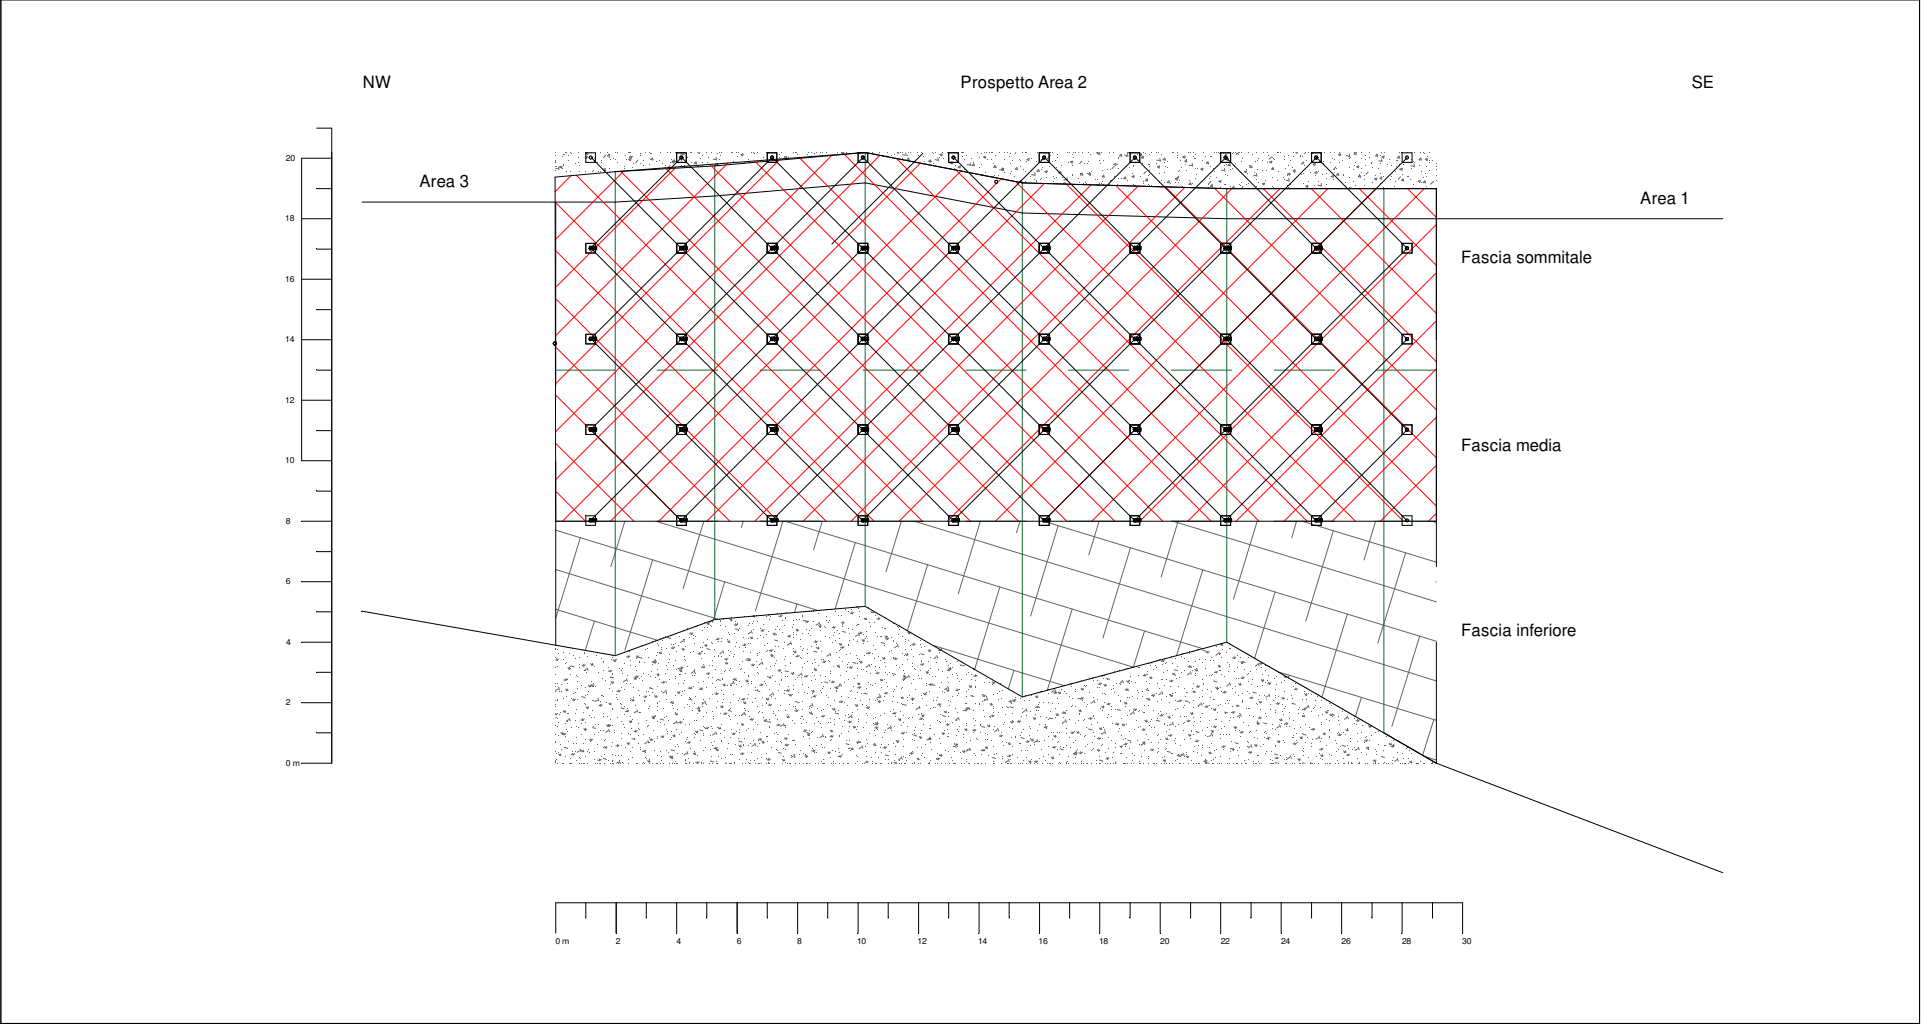 NW
Prospetto Area 2
SE
20
Area 3
Area 1
18
Fascia sommitale
16
14
12
Fascia media
10
8
6
Fascia inferiore
4
2
0 m
0 m 2 4 6 8 10 12 14 16 18 20 22 24 26 28 30